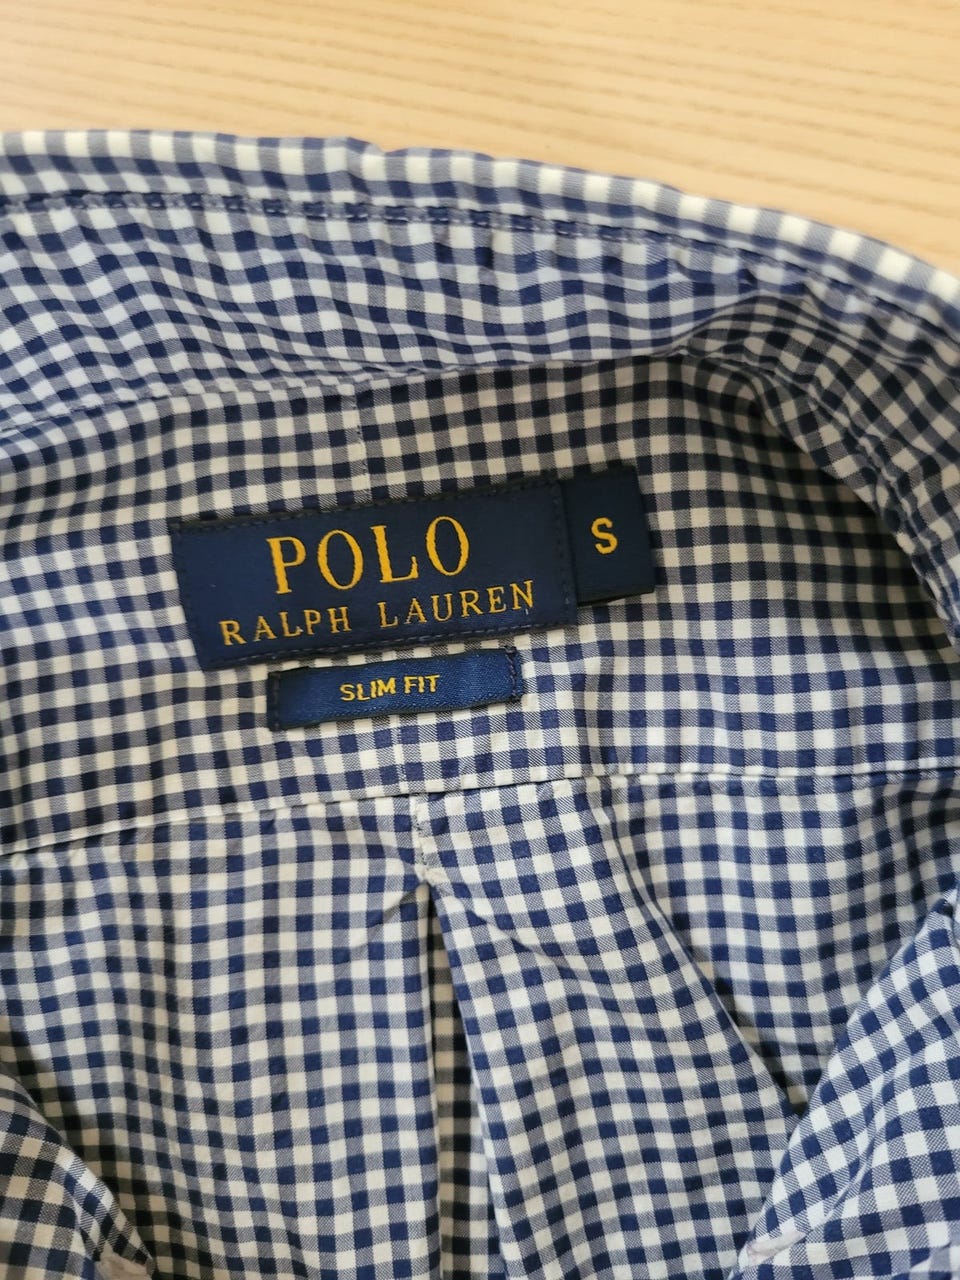 POLO
RALPH LAUREN
S
SLIM FIT